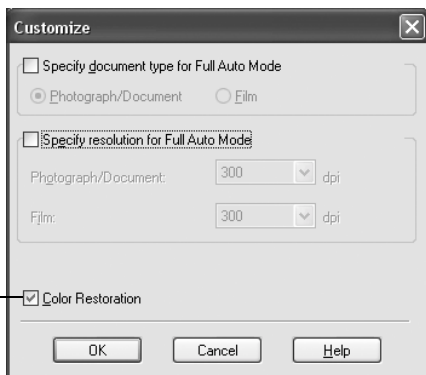 Customize
Specify document type for Full Auto Mode
Photograph/Document Film
Specify resolution for Full Auto Mode
Photograph/Document: 300 dpi
Film: 300 dpi
Color Restoration
OK Cancel Help